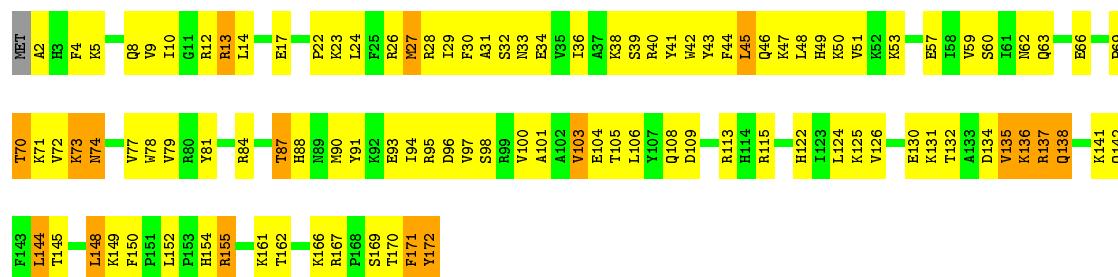 MET A2 H3 F4 K5 Q8 V9 I10 G11 R12 R13 L14 E17 P22 K23 L24 F25 R26 M27 R28 I29 F30 A31 S32 N33 E34 V35 I36 A37 K38 S39 R40 Y41 W42 Y43 F44 L45 Q46 K47 L48 H49 K50 V51 K52 K53 E57 I58 V59 S60 I61 N62 Q63 E66
T70 K71 V72 K73 N74 V77 W78 V79 R80 Y81 R84 T87 H88 N89 M90 Y91 K92 E93 I94 R95 D96 V97 S98 R99 V100 A101 A102 V103 E104 T105 L106 Y107 Q108 D109 R113 H114 R115 H122 I123 L124 K125 V126 E130 K131 T132 A133 D134 V135 K136 R137 Q138 K141
F143 L144 T145 L148 K149 F150 P151 L152 P153 H154 R155 K161 T162 K166 R167 P168 S169 T170 F171 Y172